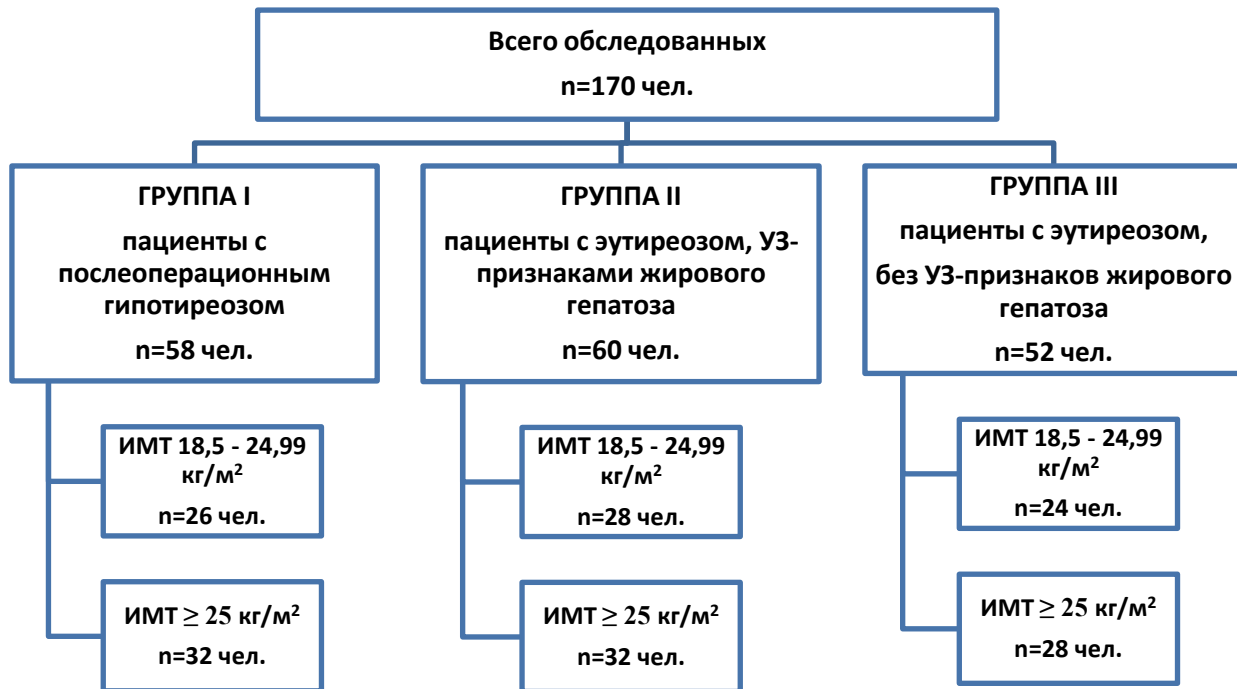 Всего обследованных
n=170 чел.
ГРУППА I
пациенты с
послеоперационным
гипотиреозом
n=58 чел.
ИМТ 18,5 - 24,99
кг/м²
n=26 чел.
ИМТ ≥ 25 кг/м²
n=32 чел.
ГРУППА II
пациенты с эутиреозом, УЗ-
признаками жирового
гепатоза
n=60 чел.
ИМТ 18,5 - 24,99
кг/м²
n=28 чел.
ИМТ ≥ 25 кг/м²
n=32 чел.
ГРУППА III
пациенты с эутиреозом,
без УЗ-признаков жирового
гепатоза
n=52 чел.
ИМТ 18,5 - 24,99
кг/м²
n=24 чел.
ИМТ ≥ 25 кг/м²
n=28 чел.